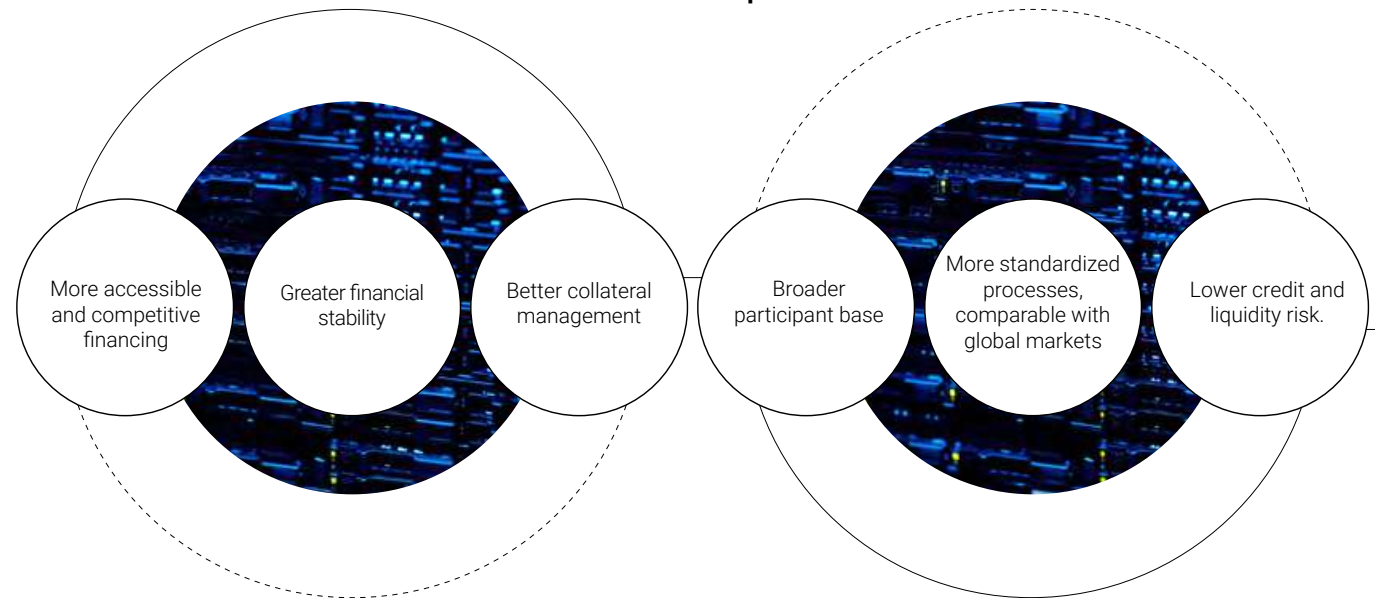 More accessible
and competitive
financing
Greater financial
stability
Better collateral
management
Broader
participant base
More standardized
processes,
comparable with
global markets
Lower credit and
liquidity risk.